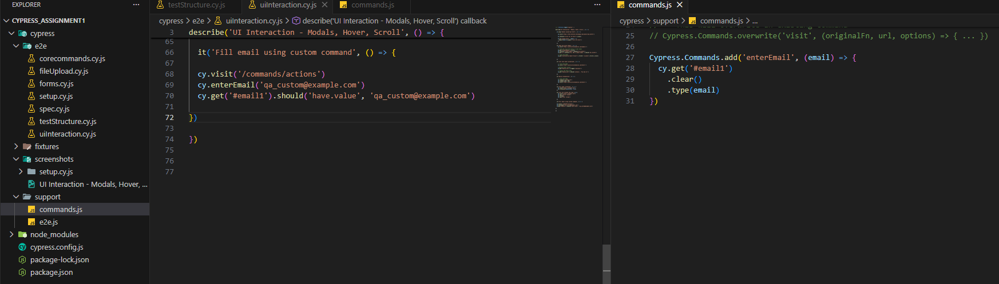 EXPLORER
···
CYPRESS_ASSIGNMENT1
cypress
e2e
corecommands.cy.js
fileUpload.cy.js
forms.cy.js
setup.cy.js
spec.cy.js
testStructure.cy.js
uiInteraction.cy.js
fixtures
screenshots
setup.cy.js
UI Interaction - Modals, Hover, ...
support
JS commands.js
JS e2e.js
node_modules
cypress.config.js
package-lock.json
package.json
testStructure.cy.js
uiInteraction.cy.js
JS commands.js
···
cypress > e2e > uiInteraction.cy.js > describe('UI Interaction - Modals, Hover, Scroll') callback
3 describe('UI Interaction - Modals, Hover, Scroll', () => {
65
66 it('Fill email using custom command', () => {
67
68 cy.visit('/commands/actions')
69 cy.enterEmail('qa_custom@example.com')
70 cy.get('#email1').should('have.value', 'qa_custom@example.com')
71
72 })
73
74 })
75
76
77
JS commands.js
cypress > support > JS commands.js > ...
25 // Cypress.Commands.overwrite('visit', (originalFn, url, options) => { ... })
26
27 Cypress.Commands.add('enterEmail', (email) => {
28 cy.get('#email1')
29 .clear()
30 .type(email)
31 })